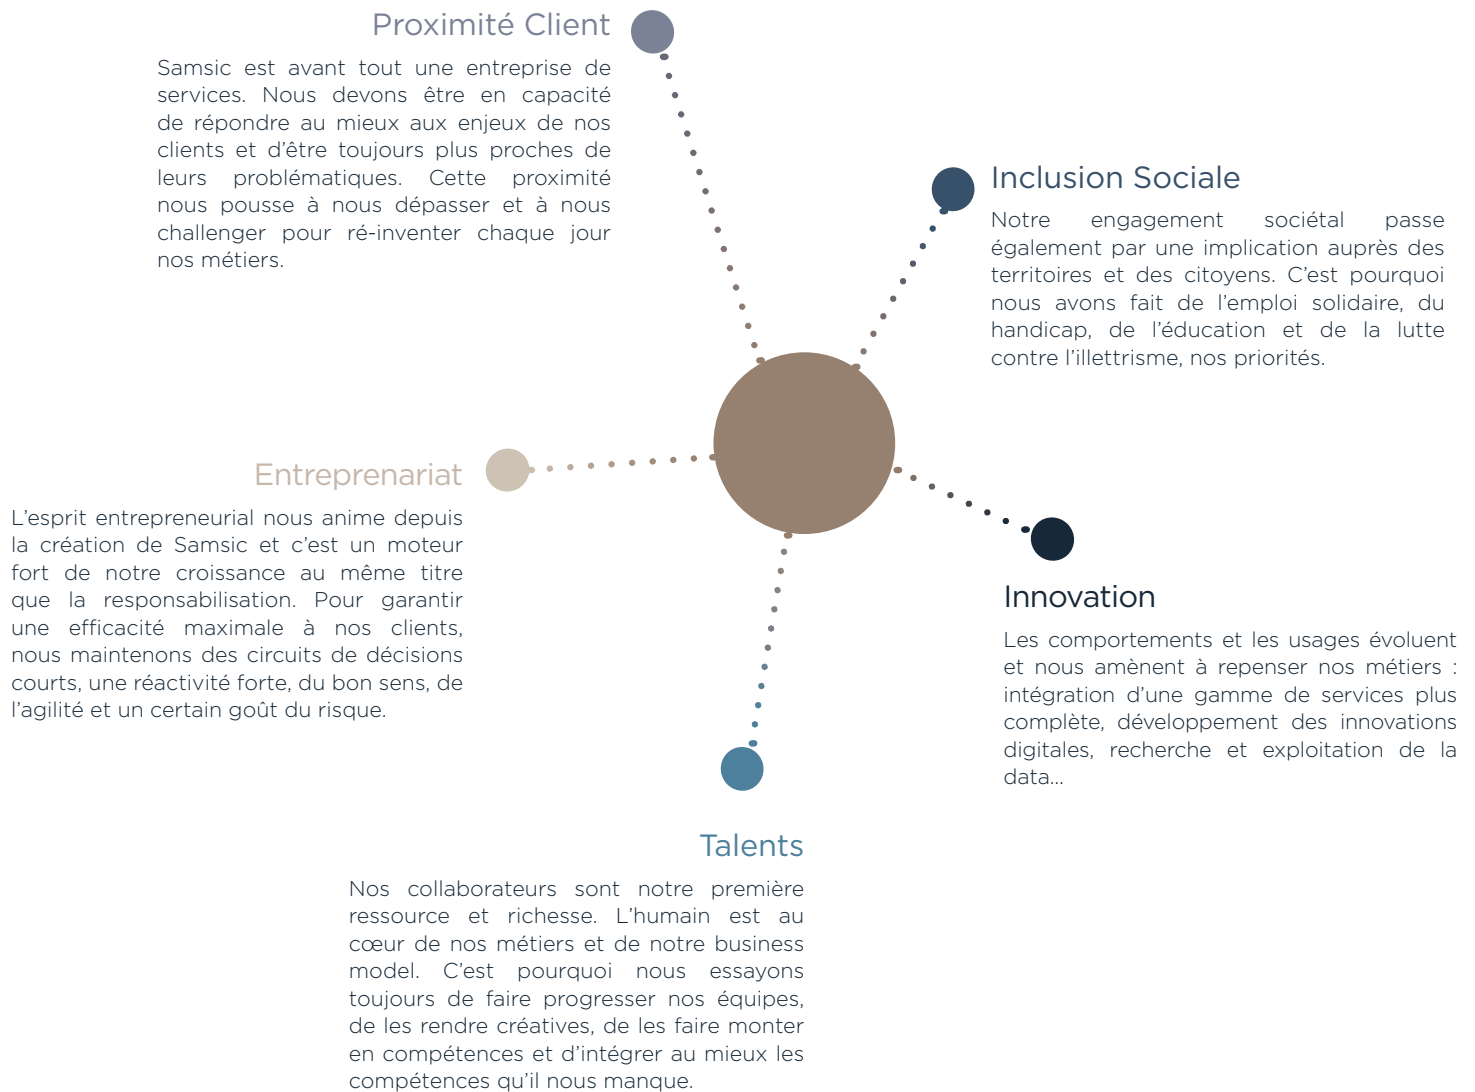 Proximité Client
Samsic est avant tout une entreprise de
services. Nous devons être en capacité
de répondre au mieux aux enjeux de nos
clients et d’être toujours plus proches de
leurs problématiques. Cette proximité
nous pousse à nous dépasser et à nous
challenger pour ré-inventer chaque jour
nos métiers.
Inclusion Sociale
Notre engagement sociétal passe
également par une implication auprès des
territoires et des citoyens. C’est pourquoi
nous avons fait de l’emploi solidaire, du
handicap, de l’éducation et de la lutte
contre l’illettrisme, nos priorités.
Entreprenariat
L’esprit entrepreneurial nous anime depuis
la création de Samsic et c’est un moteur
fort de notre croissance au même titre
que la responsabilisation. Pour garantir
une efficacité maximale à nos clients,
nous maintenons des circuits de décisions
courts, une réactivité forte, du bon sens, de
l’agilité et un certain goût du risque.
Innovation
Les comportements et les usages évoluent
et nous amènent à repenser nos métiers :
intégration d’une gamme de services plus
complète, développement des innovations
digitales, recherche et exploitation de la
data...
Talents
Nos collaborateurs sont notre première
ressource et richesse. L’humain est au
cœur de nos métiers et de notre business
model. C’est pourquoi nous essayons
toujours de faire progresser nos équipes,
de les rendre créatives, de les faire monter
en compétences et d’intégrer au mieux les
compétences qu’il nous manque.